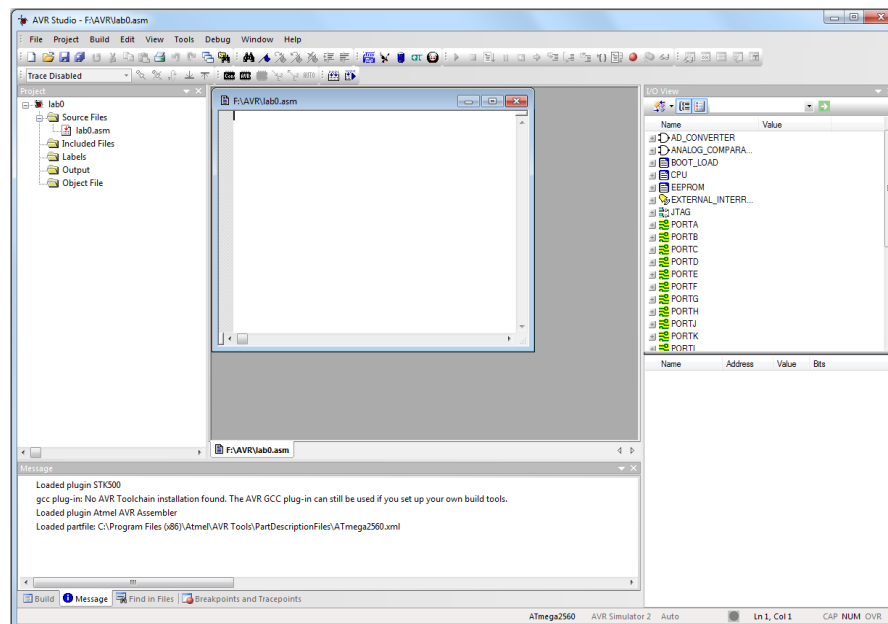 AVR Studio - F:\AVR\lab0.asm
File Project Build Edit View Tools Debug Window Help
Trace Disabled
Con AVR AUTO
Project
lab0
Source Files
lab0.asm
Included Files
Labels
Output
Object File
F:\AVR\lab0.asm
F:\AVR\lab0.asm
I/O View
Name Value
AD_CONVERTER
ANALOG_COMPARA...
BOOT_LOAD
CPU
EEPROM
EXTERNAL_INTERR...
JTAG
PORTA
PORTB
PORTC
PORTD
PORTE
PORTF
PORTG
PORTH
PORTJ
PORTK
PORTL
Name Address Value Bits
Message
Loaded plugin STK500
gcc plug-in: No AVR Toolchain installation found. The AVR GCC plug-in can still be used if you set up your own build tools.
Loaded plugin Atmel AVR Assembler
Loaded partfile: C:\Program Files (x86)\Atmel\AVR Tools\PartDescriptionFiles\ATmega2560.xml
Build Message Find in Files Breakpoints and Tracepoints
ATmega2560 AVR Simulator 2 Auto Ln 1, Col 1 CAP NUM OVR